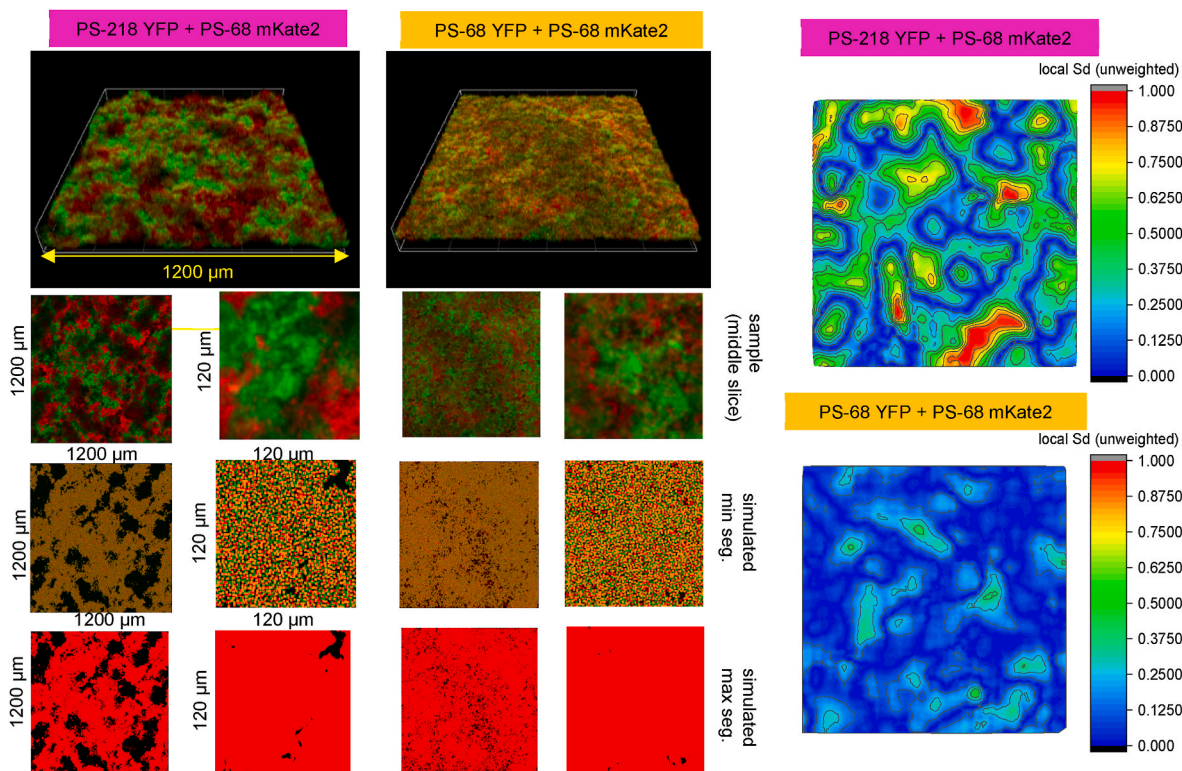 PS-218 YFP + PS-68 mKate2
PS-68 YFP + PS-68 mKate2
1200 µm
1200 µm
120 µm
sample
(middle slice)
1200 µm
120 µm
1200 µm
120 µm
simulated
min seg.
1200 µm
120 µm
1200 µm
120 µm
simulated
max seg.
PS-218 YFP + PS-68 mKate2
local Sd (unweighted)
1.000
0.8750
0.7500
0.6250
0.5000
0.3750
0.2500
0.1250
0.000
PS-68 YFP + PS-68 mKate2
local Sd (unweighted)
1.000
0.8750
0.7500
0.6250
0.5000
0.3750
0.2500
0.1250
0.000